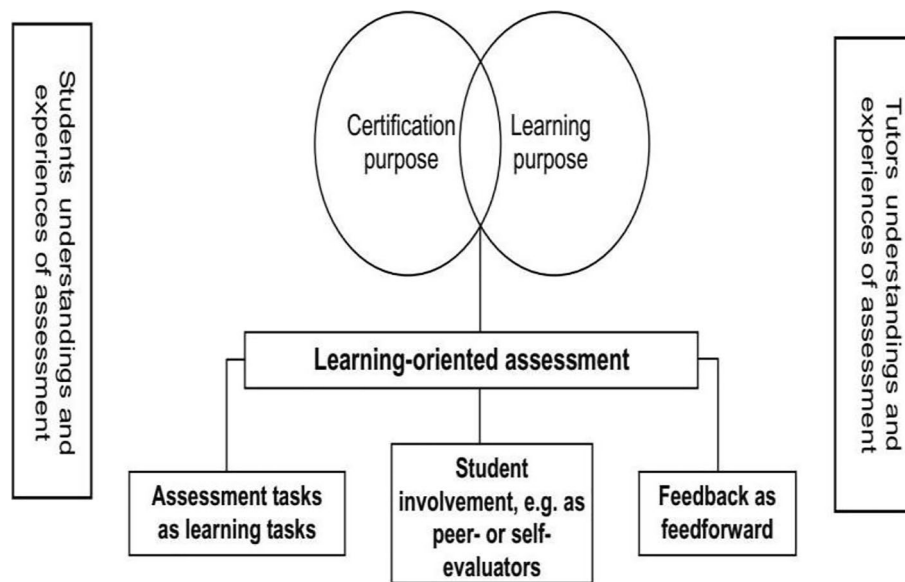 Students understandings and
experiences of assessment
Certification
purpose
Learning
purpose
Tutors understandings and
experiences of assessment
Learning-oriented assessment
Assessment tasks
as learning tasks
Student
involvement, e.g. as
peer- or self-
evaluators
Feedback as
feedforward